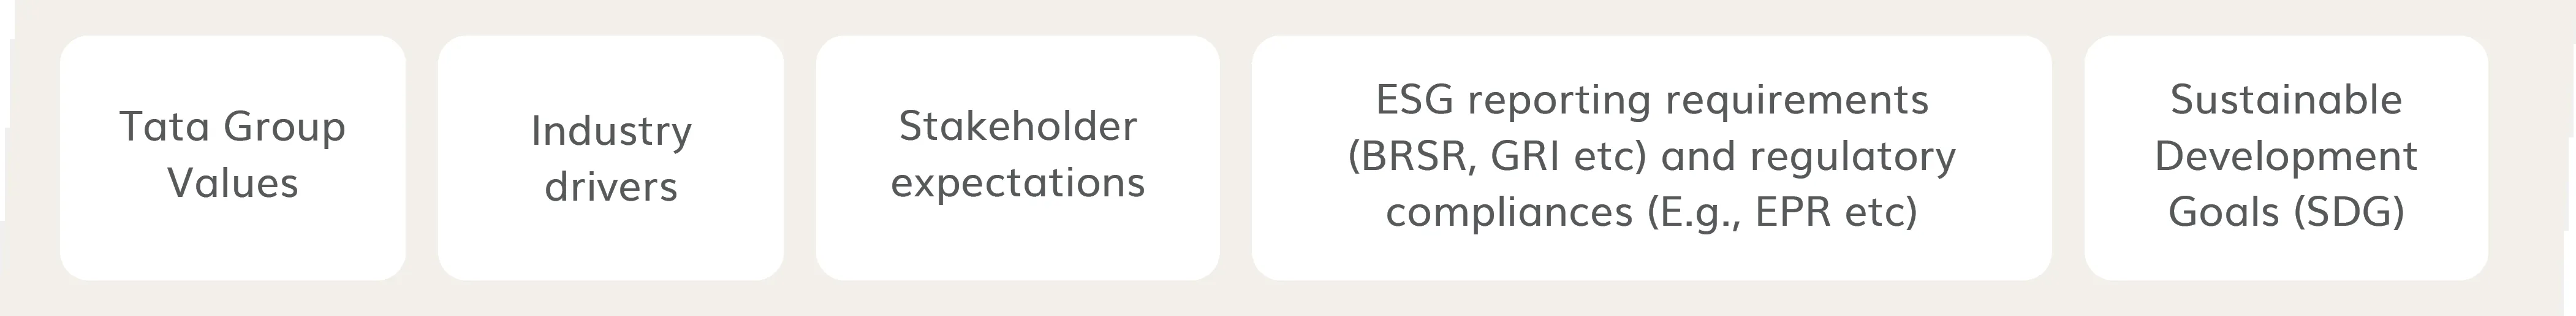 Tata Group
Values
Industry
drivers
Stakeholder
expectations
ESG reporting requirements
(BRSR, GRI etc) and regulatory
compliances (E.g., EPR etc)
Sustainable
Development
Goals (SDG)